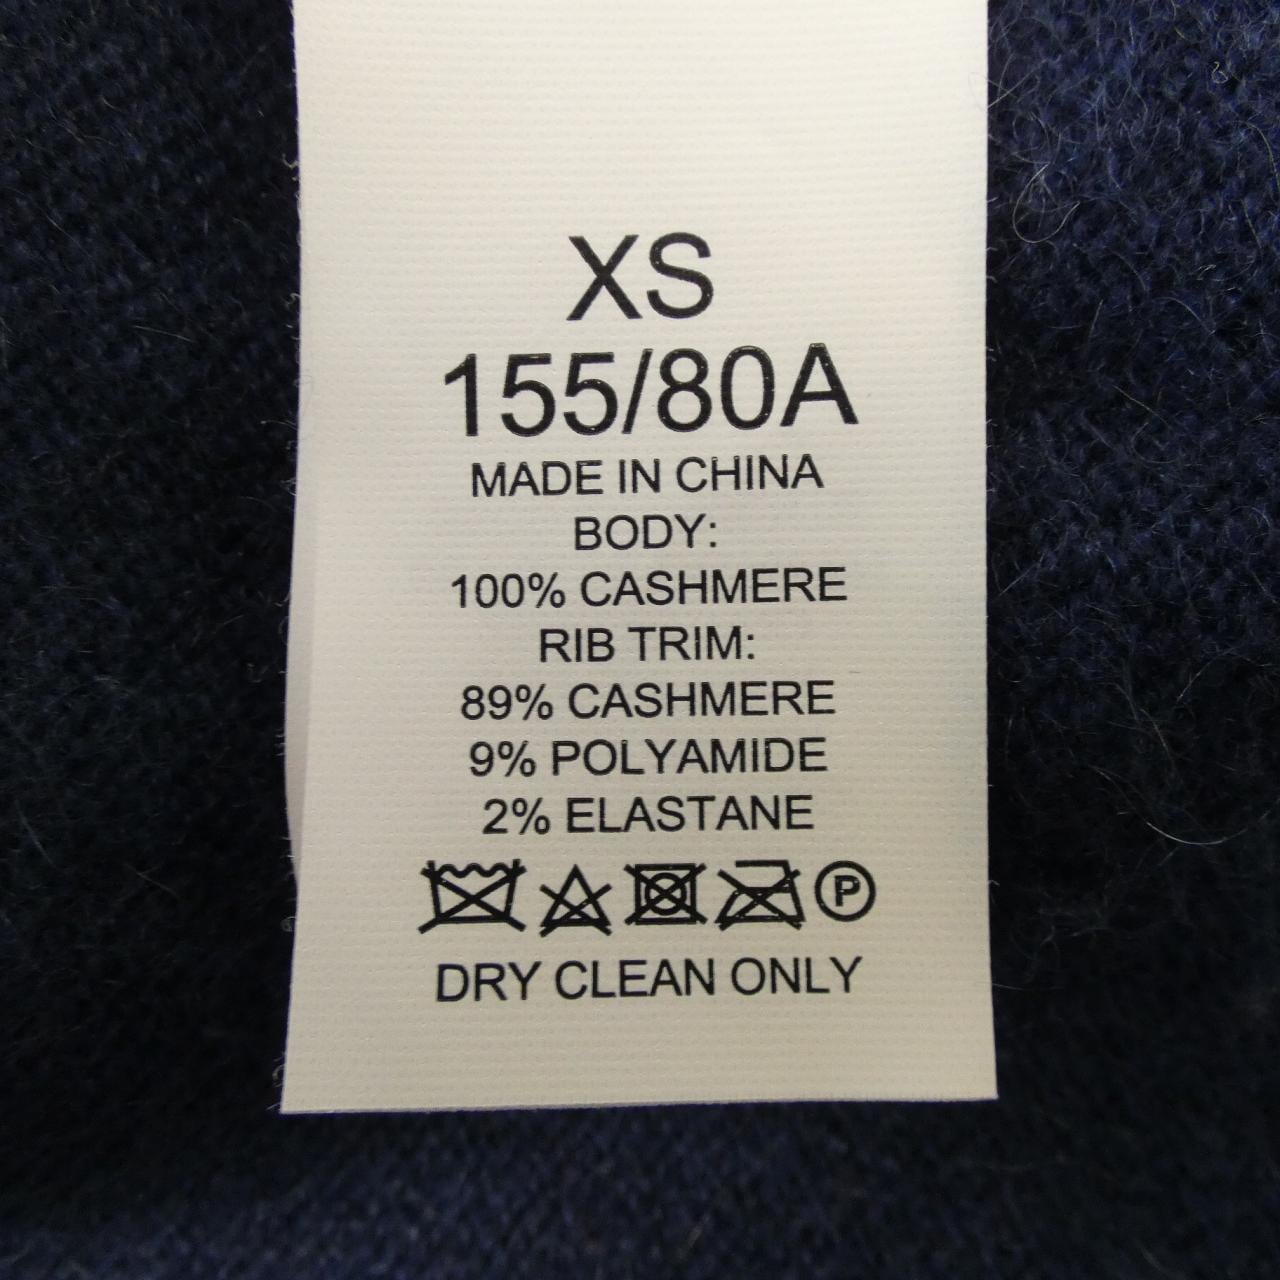 XS
155/80A
MADE IN CHINA
BODY:
100% CASHMERE
RIB TRIM:
89% CASHMERE
9% POLYAMIDE
2% ELASTANE
P
DRY CLEAN ONLY